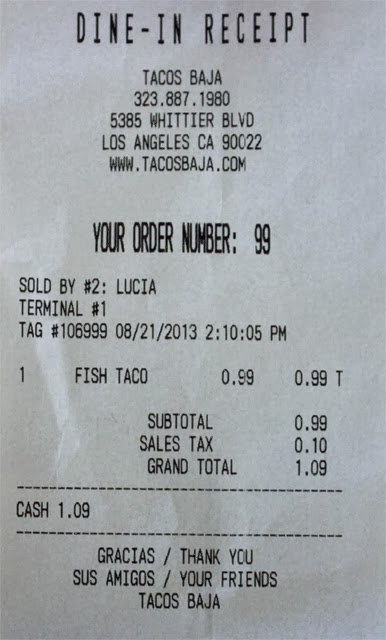 DINE-IN RECEIPT
TACOS BAJA
323.887.1980
5385 WHITTIER BLVD
LOS ANGELES CA 90022
WWW.TACOSBAJA.COM
YOUR ORDER NUMBER: 99
SOLD BY #2: LUCIA
TERMINAL #1
TAG #106999 08/21/2013 2:10:05 PM
1 FISH TACO 0.99 0.99 T
SUBTOTAL 0.99
SALES TAX 0.10
GRAND TOTAL 1.09
CASH 1.09
GRACIAS / THANK YOU
SUS AMIGOS / YOUR FRIENDS
TACOS BAJA